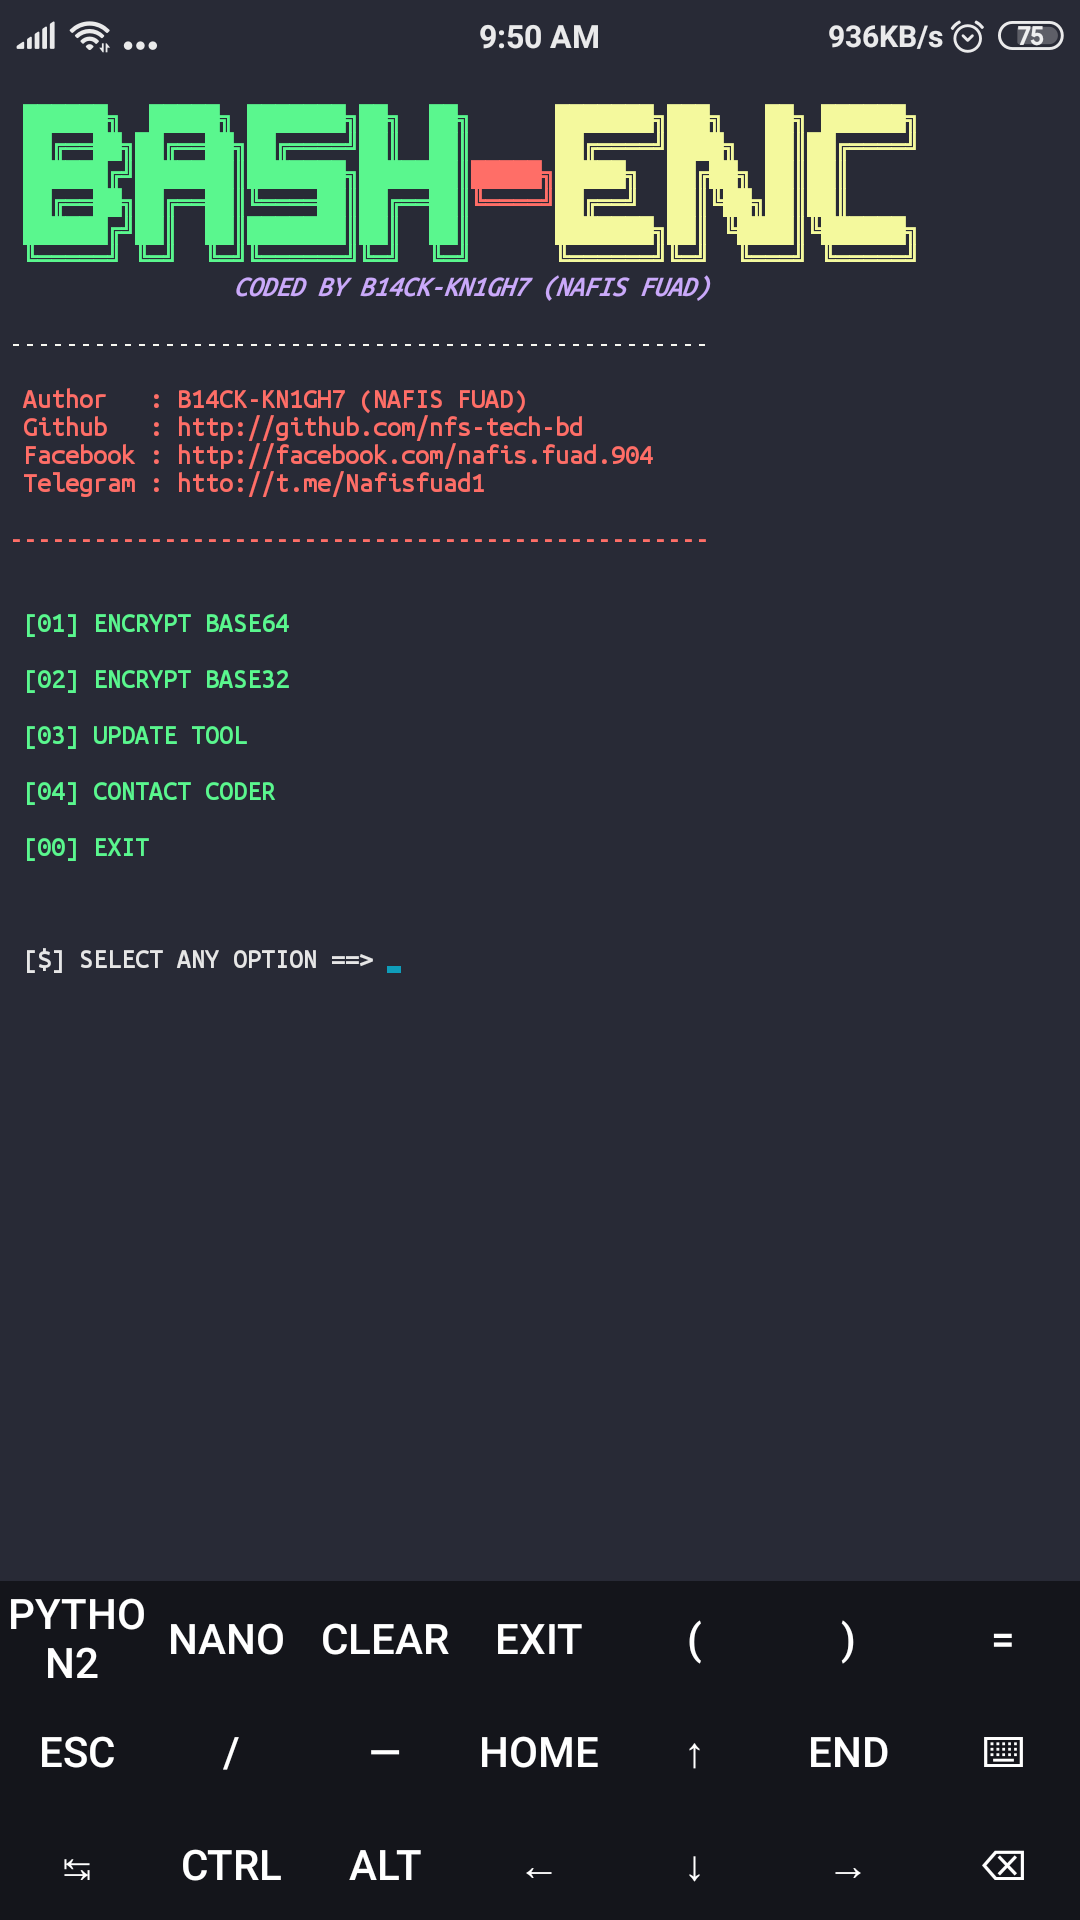 9:50 AM 936KB/s 75
BASH-ENC
CODED BY B14CK-KN1GH7 (NAFIS FUAD)
--------------------------------------------------
Author : B14CK-KN1GH7 (NAFIS FUAD)
Github : http://github.com/nfs-tech-bd
Facebook : http://facebook.com/nafis.fuad.904
Telegram : htto://t.me/Nafisfuad1
--------------------------------------------------
[01] ENCRYPT BASE64
[02] ENCRYPT BASE32
[03] UPDATE TOOL
[04] CONTACT CODER
[00] EXIT
[$] SELECT ANY OPTION ==>
PYTHO
N2 NANO CLEAR EXIT ( ) =
ESC / — HOME ↑ END
↹ CTRL ALT ← ↓ →